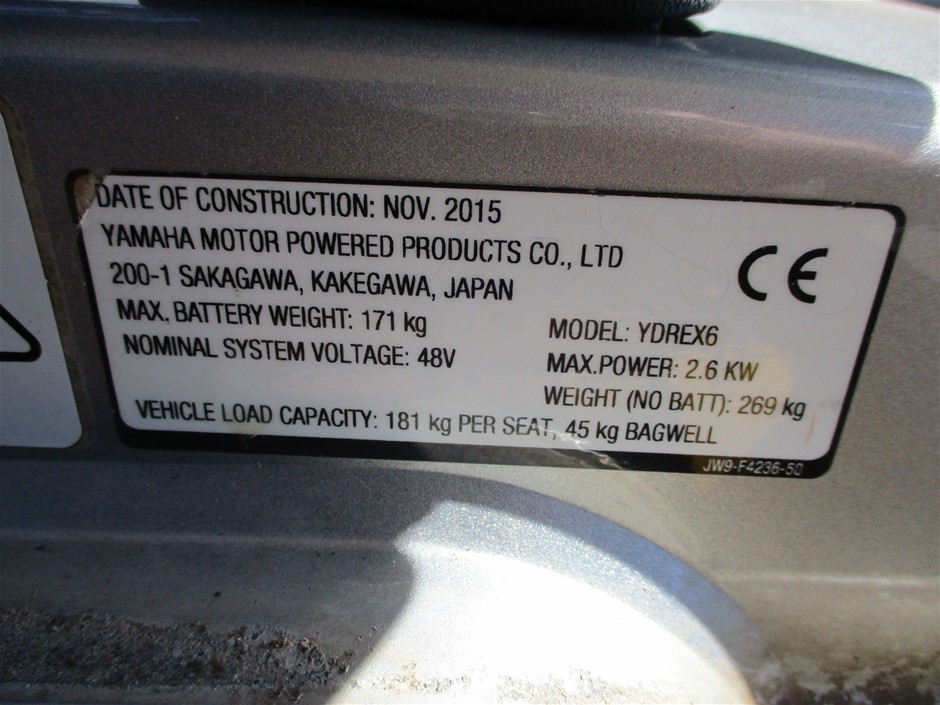 DATE OF CONSTRUCTION: NOV. 2015
YAMAHA MOTOR POWERED PRODUCTS CO., LTD
200-1 SAKAGAWA, KAKEGAWA, JAPAN
CE
MAX. BATTERY WEIGHT: 171 kg
NOMINAL SYSTEM VOLTAGE: 48V
MODEL: YDREX6
MAX.POWER: 2.6 KW
WEIGHT (NO BATT): 269 kg
VEHICLE LOAD CAPACITY: 181 kg PER SEAT, 45 kg BAGWELL
JW9-F4236-50